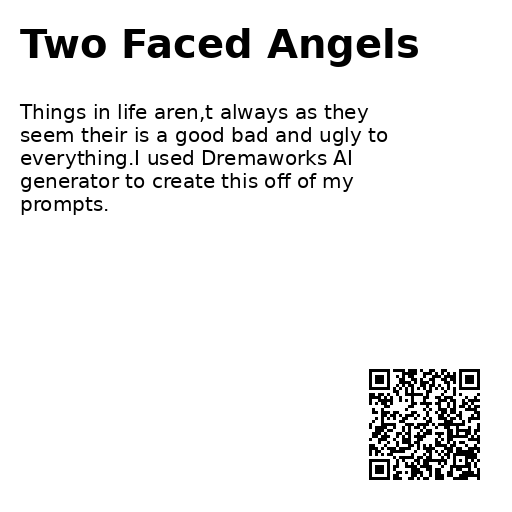 Two Faced Angels
Things in life aren,t always as they
seem their is a good bad and ugly to
everything.I used Dremaworks AI
generator to create this off of my
prompts.